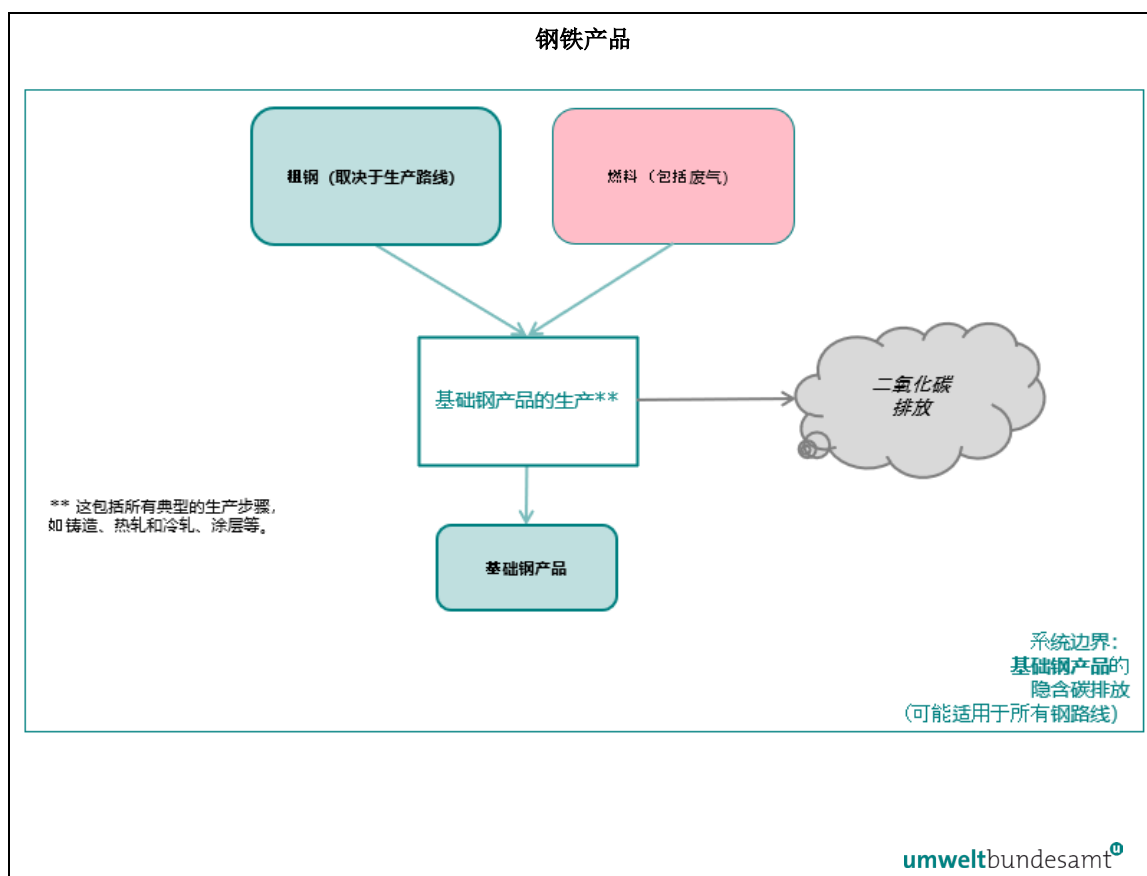 钢铁产品
粗钢 (取决于生产路线)
燃料（包括废气）
基础钢产品的生产**
二氧化碳
排放
** 这包括所有典型的生产步骤，
如铸造、热轧和冷轧、涂层等。
基础钢产品
系统边界：
基础钢产品的
隐含碳排放
（可能适用于所有钢路线）
umweltbundesamt